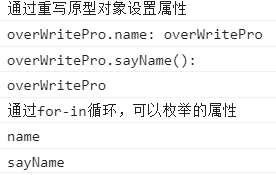 通过重写原型对象设置属性
overWritePro.name: overWritePro
overWritePro.sayName():
overWritePro
通过for-in循环，可以枚举的属性
name
sayName